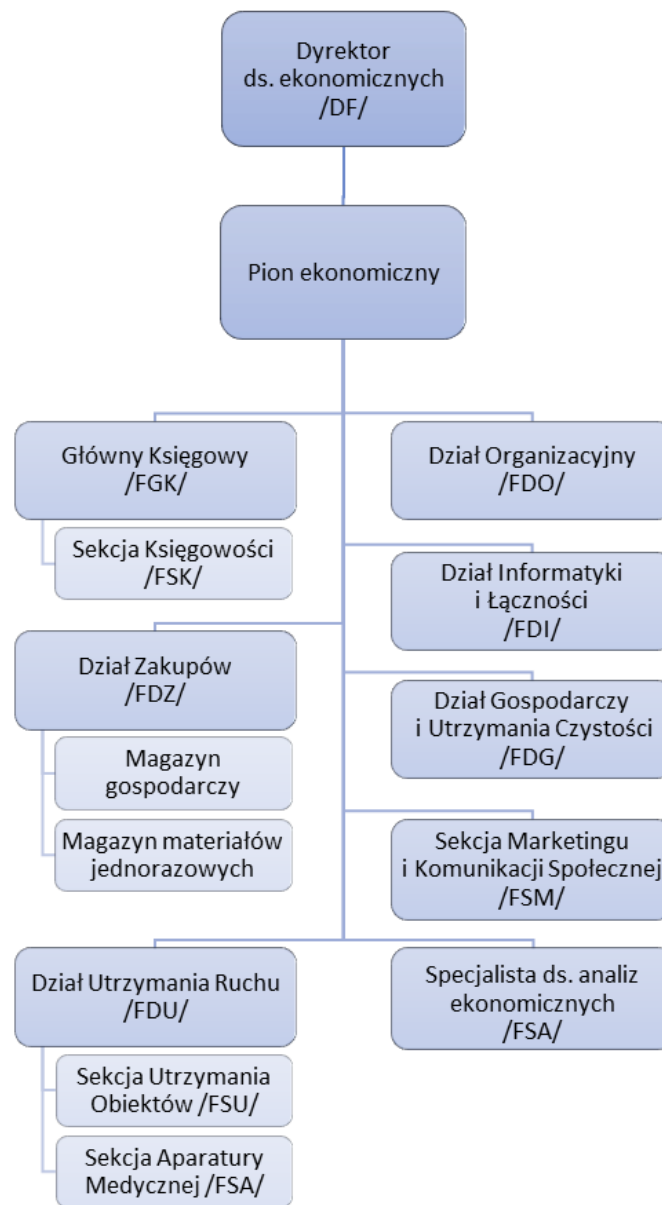 Dyrektor
ds. ekonomicznych
/DF/
Pion ekonomiczny
Główny Księgowy
/FGK/
Sekcja Księgowości
/FSK/
Dział Zakupów
/FDZ/
Magazyn
gospodarczy
Magazyn materiałów
jednorazowych
Dział Utrzymania Ruchu
/FDU/
Sekcja Utrzymania
Obiektów /FSU/
Sekcja Aparatury
Medycznej /FSA/
Dział Organizacyjny
/FDO/
Dział Informatyki
i Łączności
/FDI/
Dział Gospodarczy
i Utrzymania Czystości
/FDG/
Sekcja Marketingu
i Komunikacji Społecznej
/FSM/
Specjalista ds. analiz
ekonomicznych
/FSA/